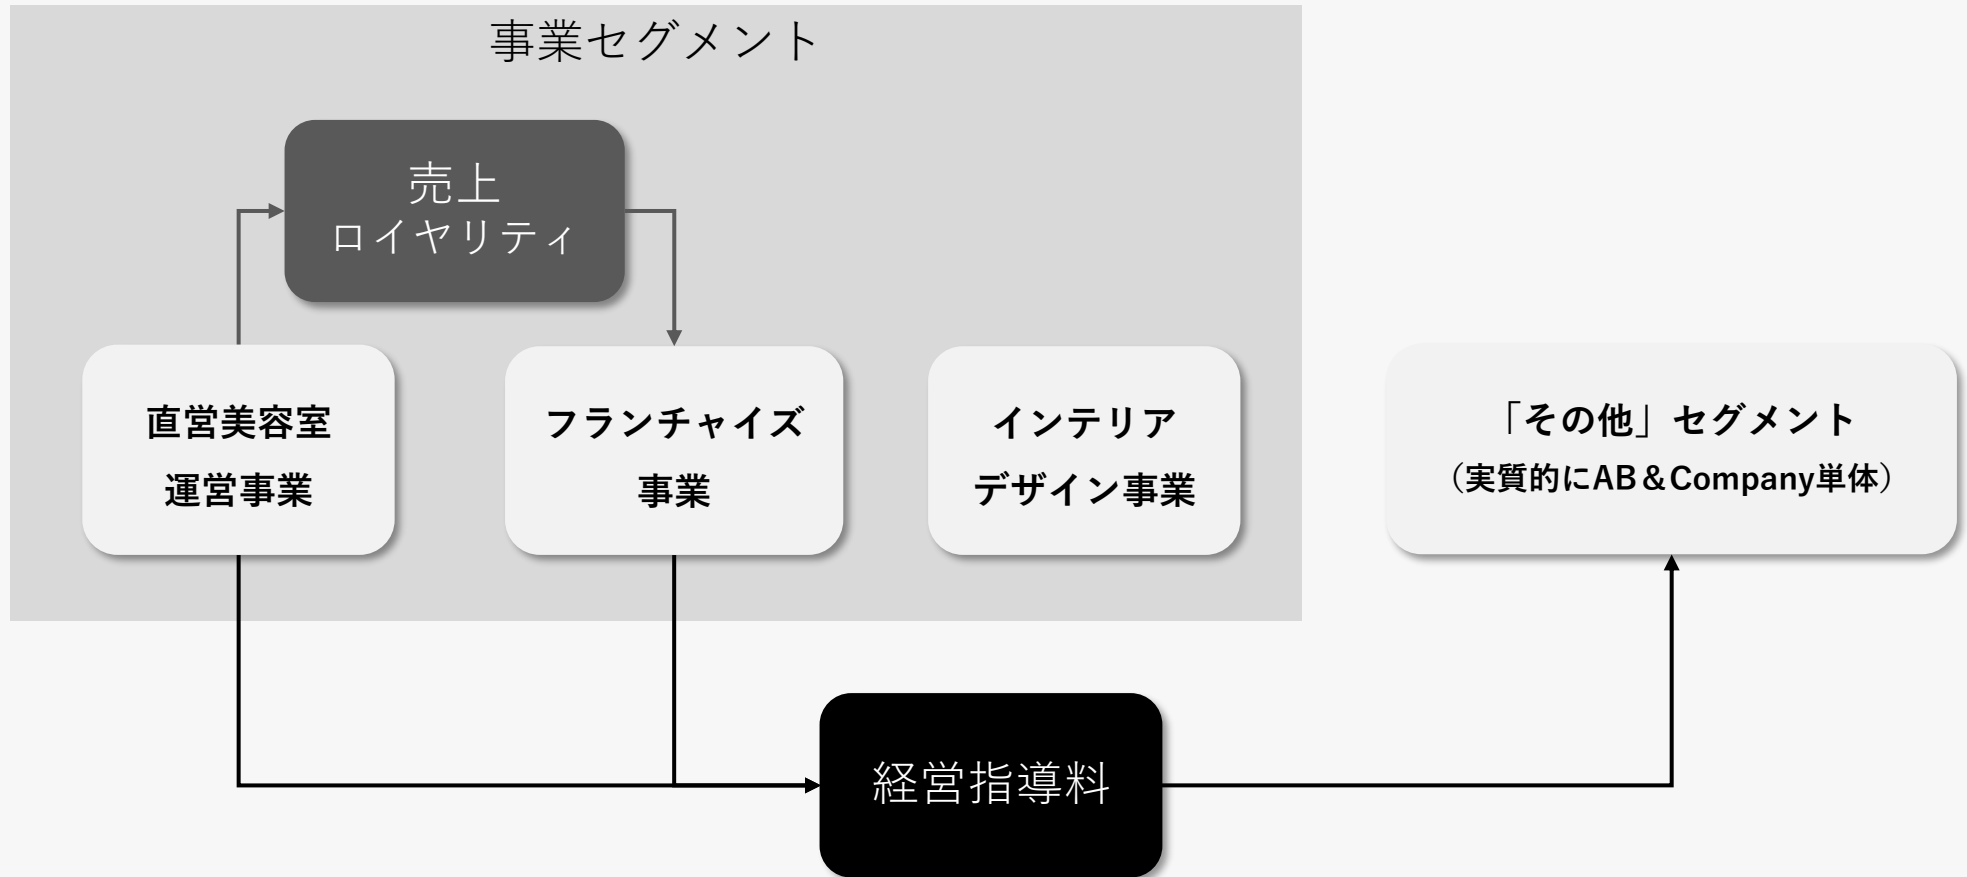 事業セグメント
売上
ロイヤリティ
直営美容室
運営事業
フランチャイズ
事業
インテリア
デザイン事業
「その他」セグメント
（実質的にAB＆Company単体）
経営指導料